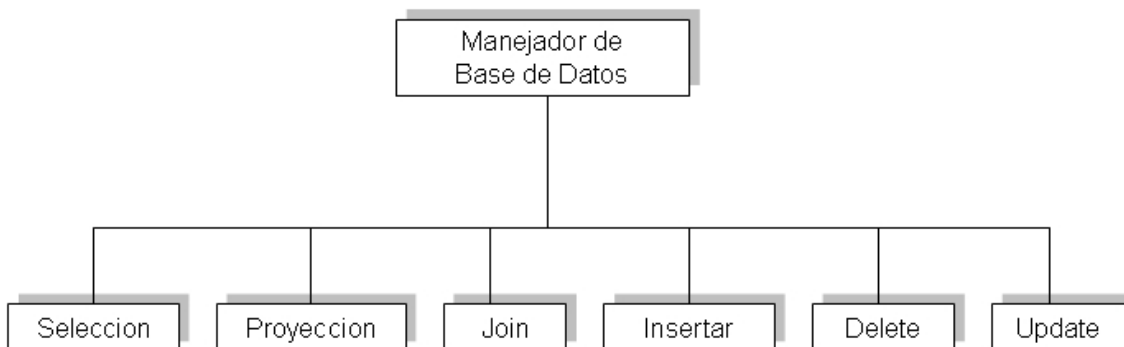 Manejador de
Base de Datos
Seleccion
Proyeccion
Join
Insertar
Delete
Update